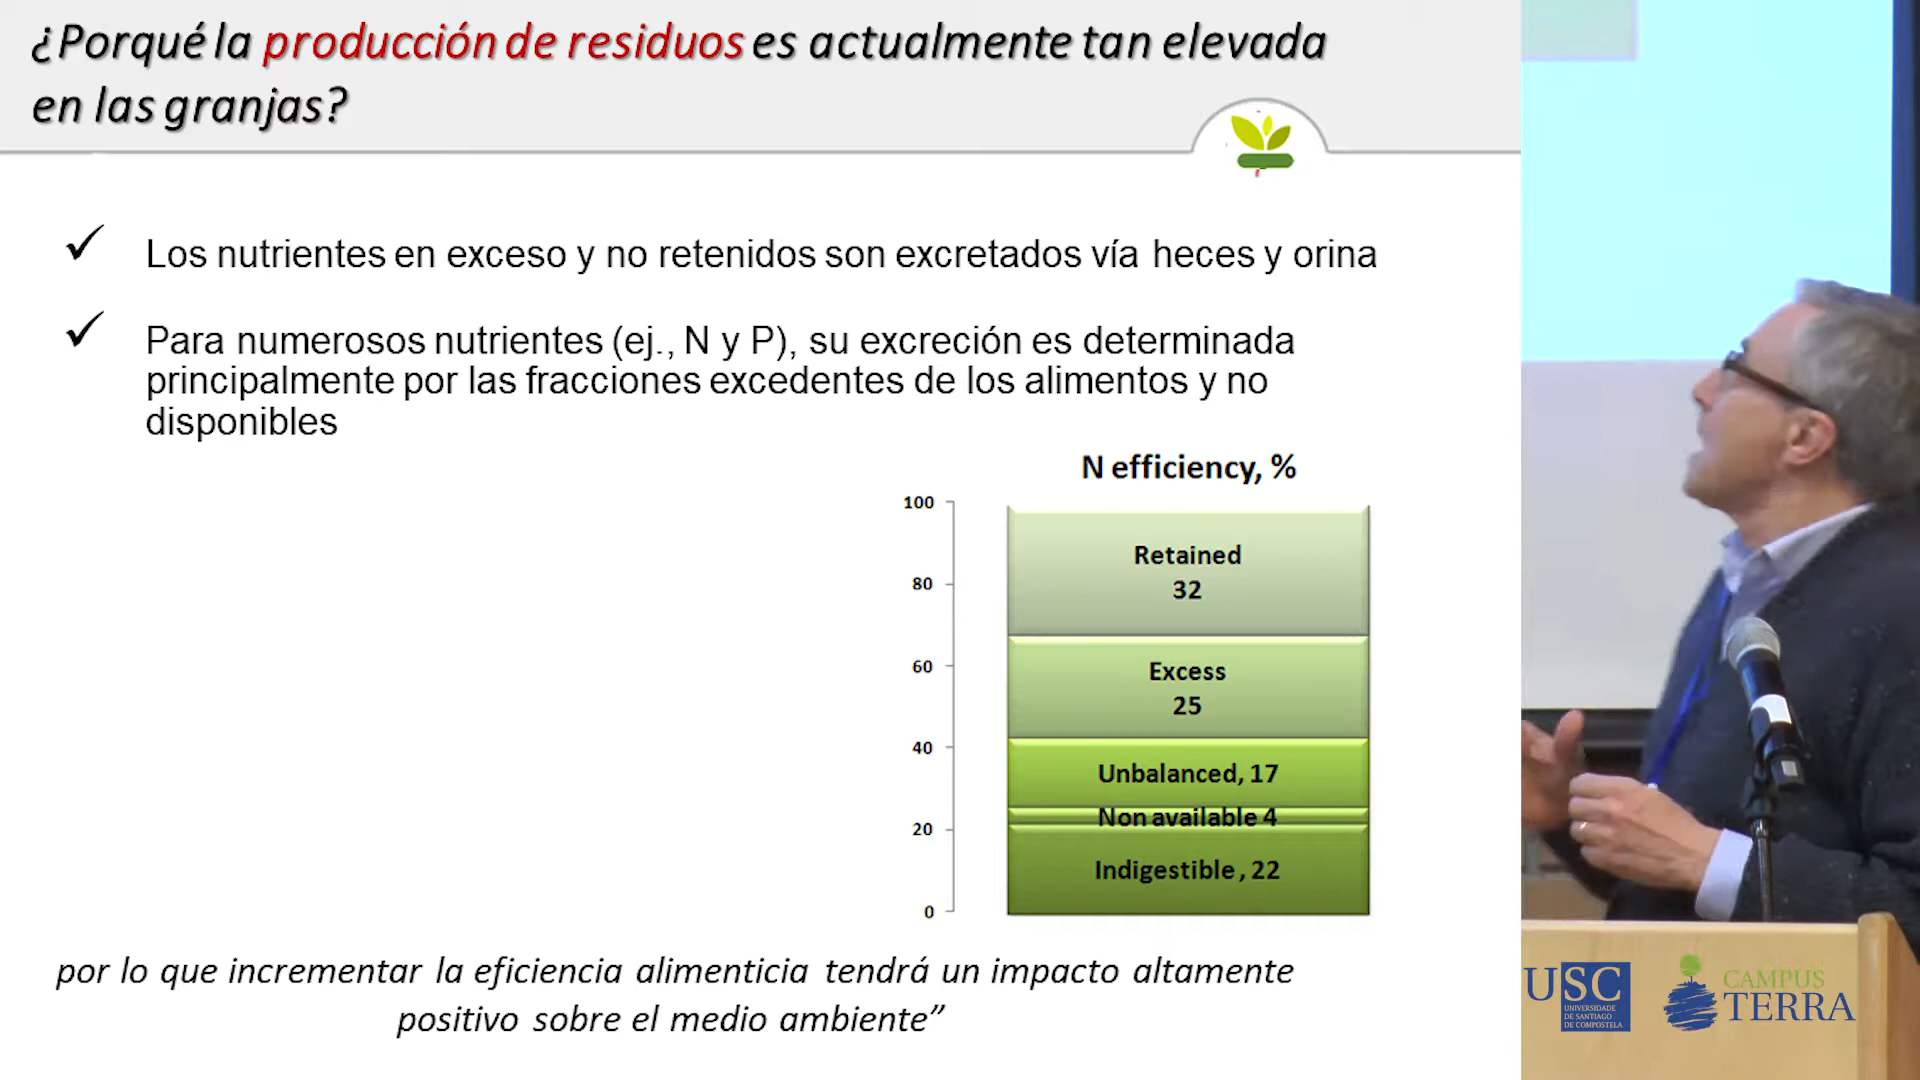 ¿Porqué la producción de residuos es actualmente tan elevada
en las granjas?
Los nutrientes en exceso y no retenidos son excretados vía heces y orina
Para numerosos nutrientes (ej., N y P), su excreción es determinada
principalmente por las fracciones excedentes de los alimentos y no
disponibles
N efficiency, %
100
80
60
40
20
0
Retained
32
Excess
25
Unbalanced, 17
Non available 4
Indigestible , 22
por lo que incrementar la eficiencia alimenticia tendrá un impacto altamente
positivo sobre el medio ambiente”
USC
UNIVERSIDADE
DE SANTIAGO
DE COMPOSTELA
CAMPUS
TERRA